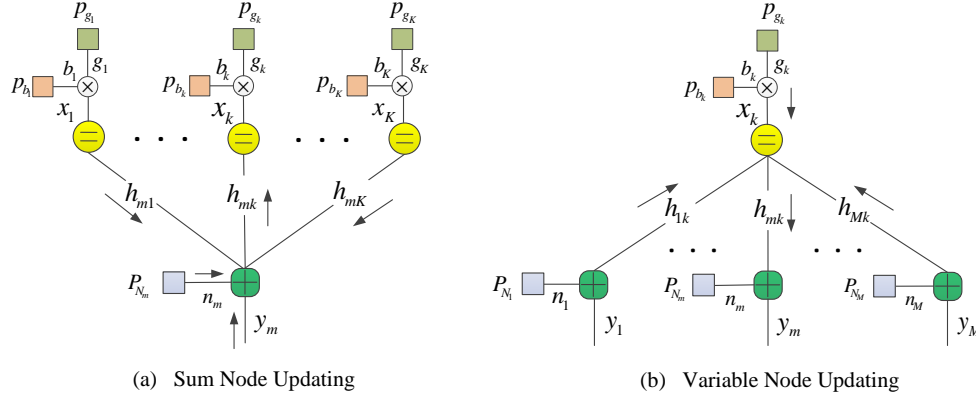 p_{g_1} p_{g_k} p_{g_K} p_{g_k}
b_1 g_1 b_k g_k b_K g_K b_k g_k
p_{b_1} p_{b_k} p_{b_K} p_{b_k}
x_1 x_k x_K x_k
= . . . = . . . = =
h_{m1} h_{mk} h_{mK} h_{1k} h_{mk} h_{Mk}
. . . . . .
P_{N_m} P_{N_1} P_{N_m} P_{N_M}
n_m n_1 n_m n_M
y_m y_1 y_m y_M
(a) Sum Node Updating (b) Variable Node Updating